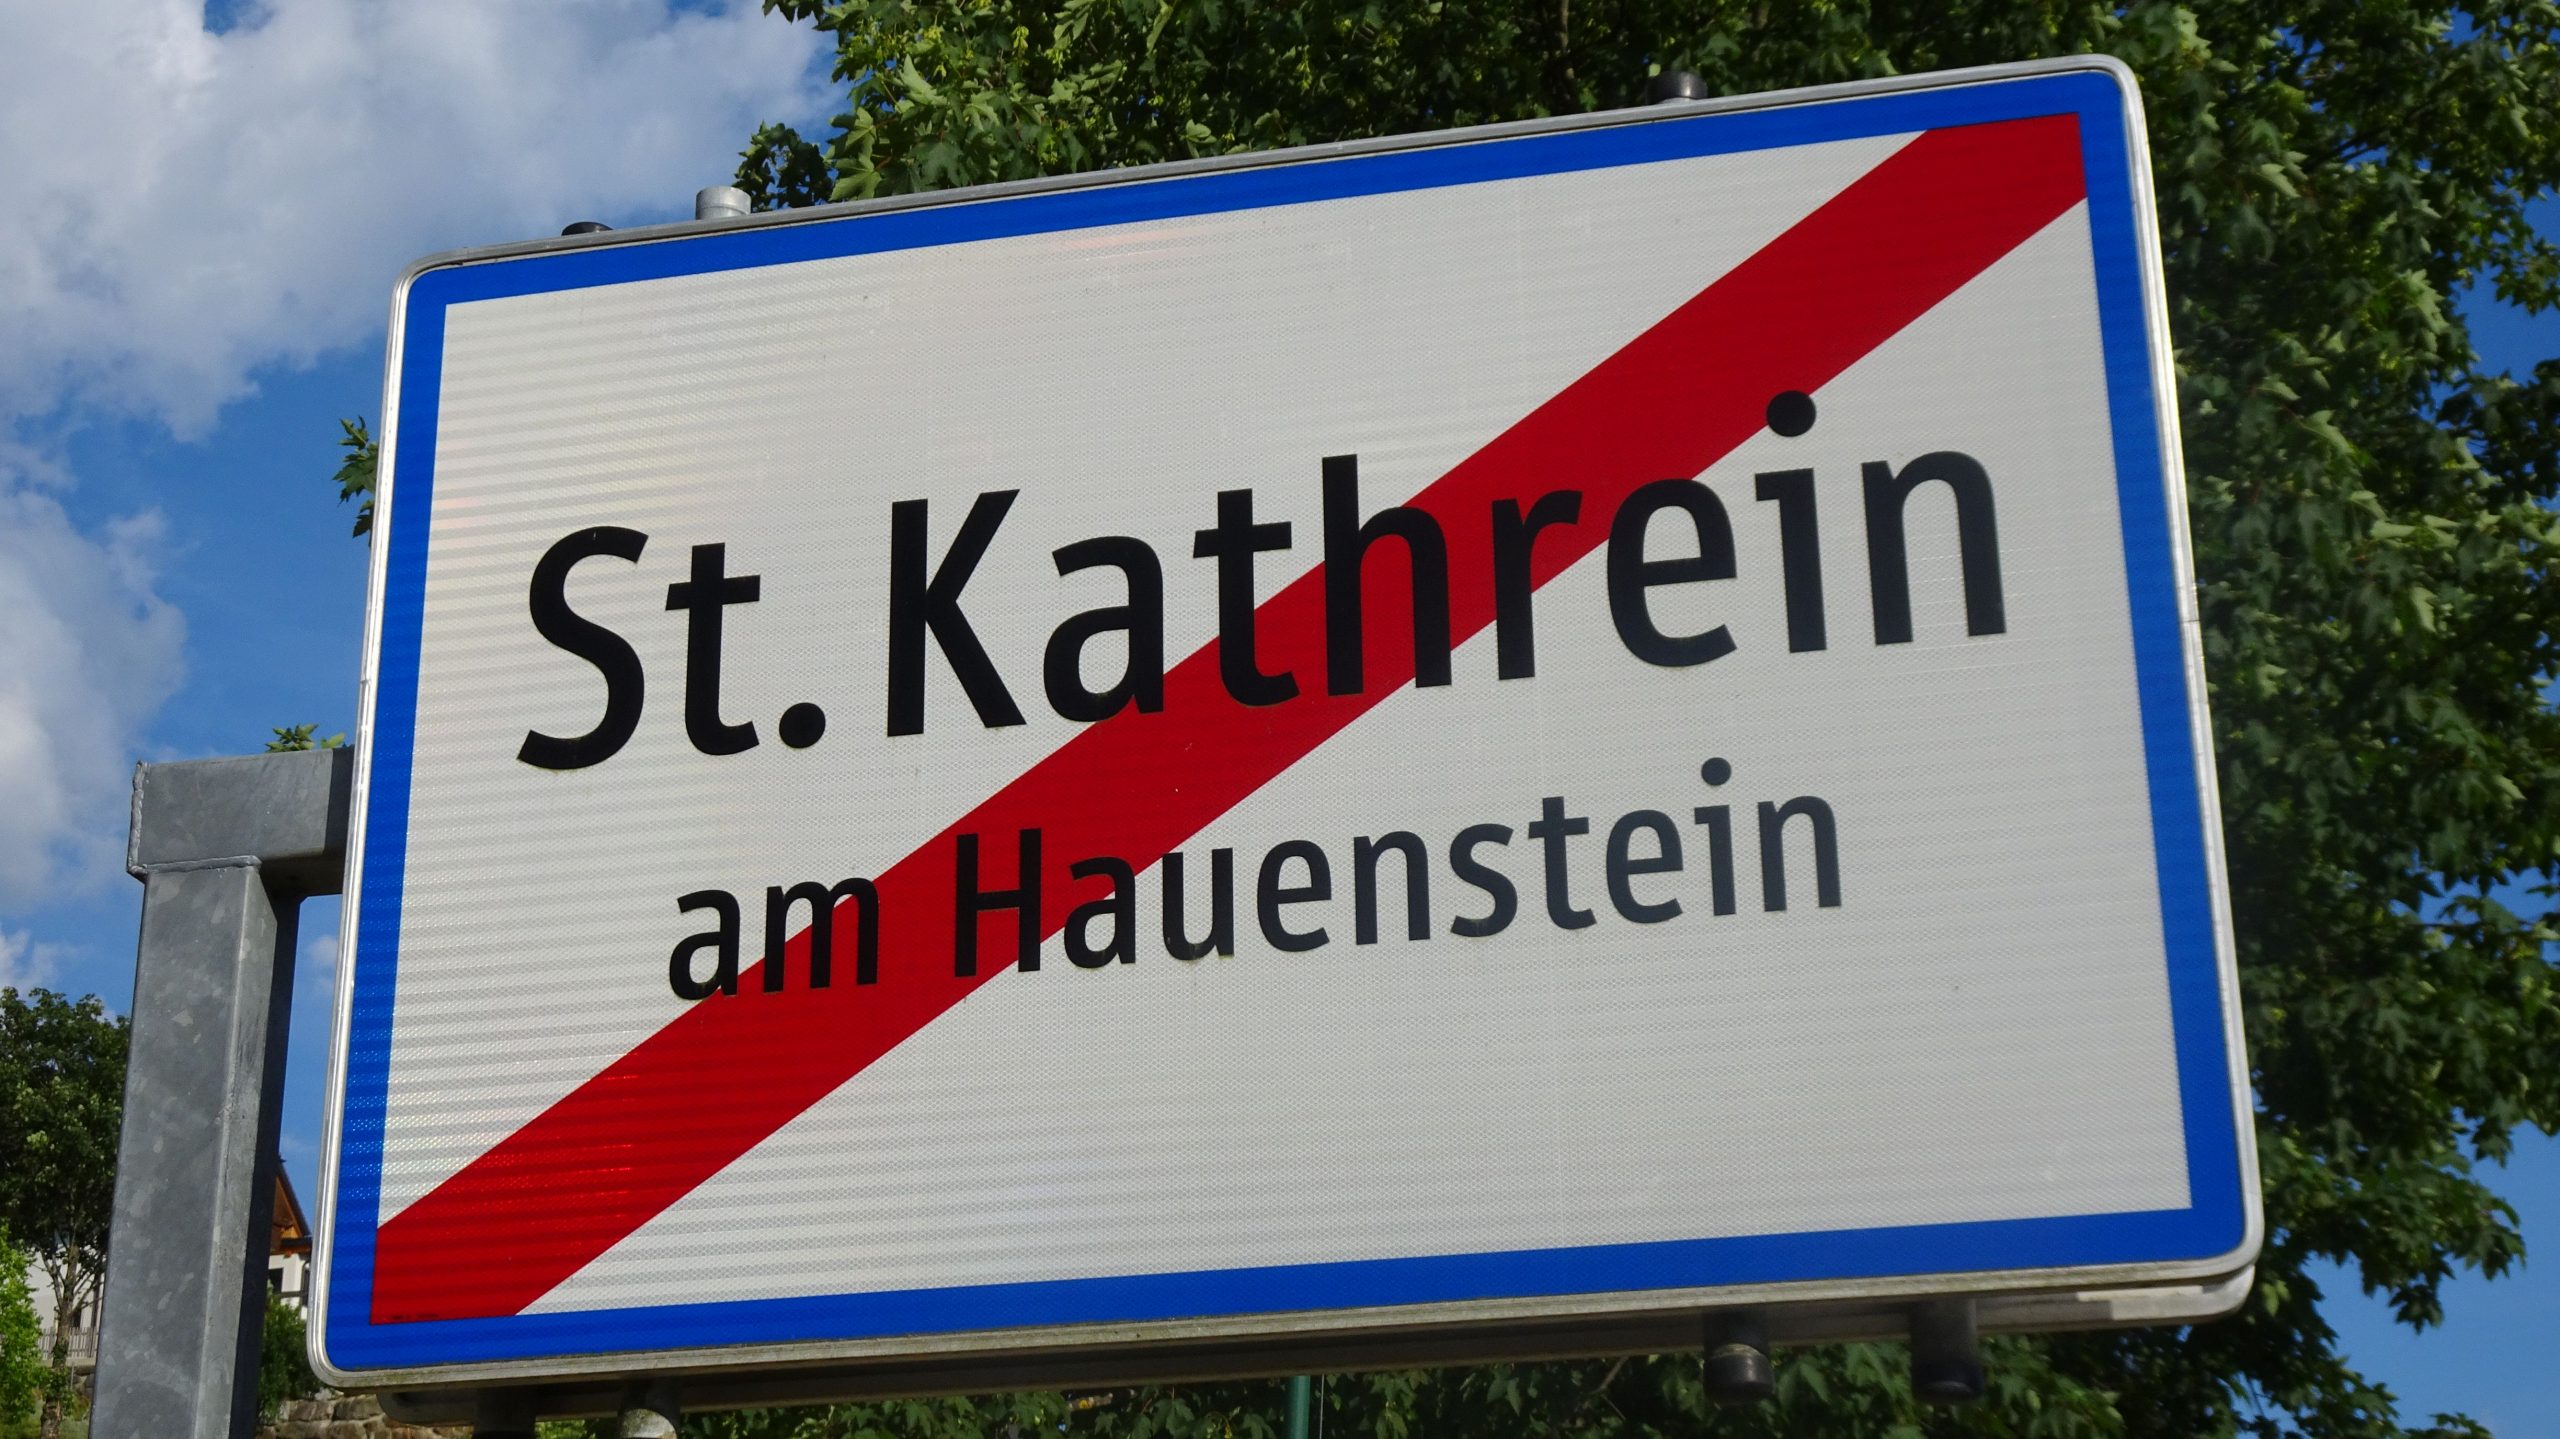 St. Kathrein
am Hauenstein